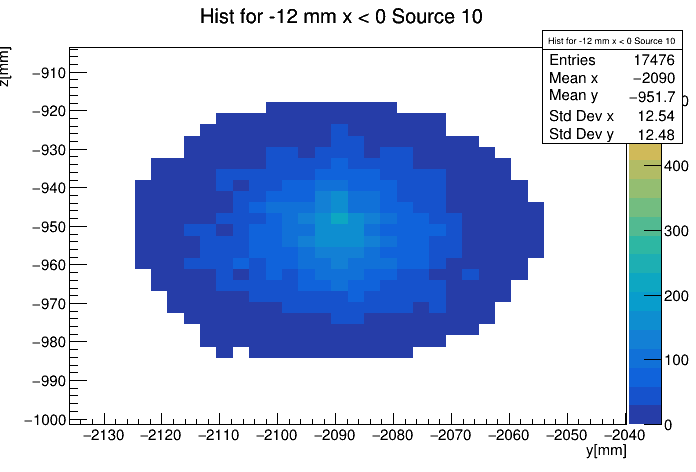 Hist for -12 mm x < 0 Source 10
z[mm]
Hist for -12 mm x < 0 Source 10
Entries 17476
Mean x −2090
Mean y −951.7
Std Dev x 12.54
Std Dev y 12.48
−910
−920
−930
−940
−950
−960
−970
−980
−990
−1000
−2130 −2120 −2110 −2100 −2090 −2080 −2070 −2060 −2050 −2040
y[mm]
0
400
300
200
100
0